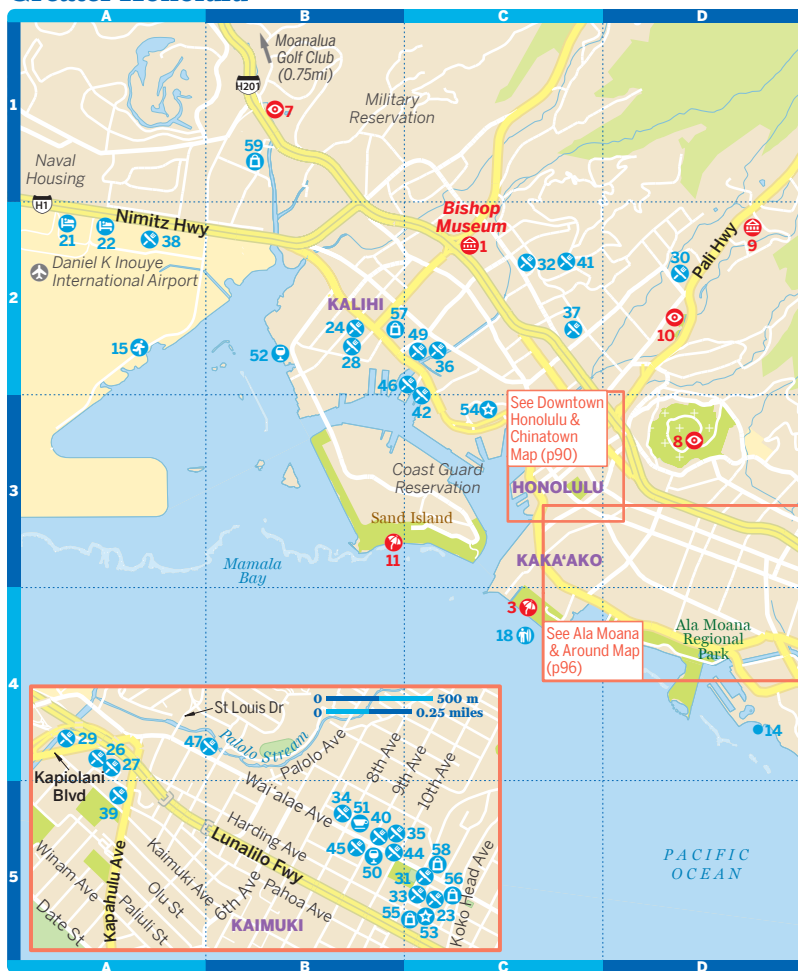 A
B
C
D
Moanalua
Golf Club
(0.75mi)
H201
1
7
Military
Reservation
59
Naval
Housing
H1
Nimitz Hwy
Bishop
Museum
1
Pali Hwy
9
21
22
38
32
41
30
Daniel K Inouye
International Airport
2
KALIHI
57
24
49
37
10
15
52
28
36
46
42
54
See Downtown
Honolulu &
Chinatown
Map (p90)
8
Coast Guard
Reservation
3
HONOLULU
Sand Island
11
KAKA‘AKO
Mamala
Bay
3
18
See Ala Moana
& Around Map
(p96)
Ala Moana
Regional
Park
4
14
St Louis Dr
0
500 m
0
0.25 miles
29
26
27
47
Palolo Stream
Palolo Ave
8th Ave
9th Ave
10th Ave
Kapiolani
Blvd
39
Wai‘alae Ave
34
51
40
35
58
Harding Ave
45
50
44
Lunalilo Fwy
31
56
33
23
55
53
Koko Head Ave
5
Winam Ave
Kapahulu Ave
Kaimuki Ave
6th Ave
Pahoa Ave
Olu St
Paliuli St
Date St
KAIMUKI
PACIFIC
OCEAN
A
B
C
D